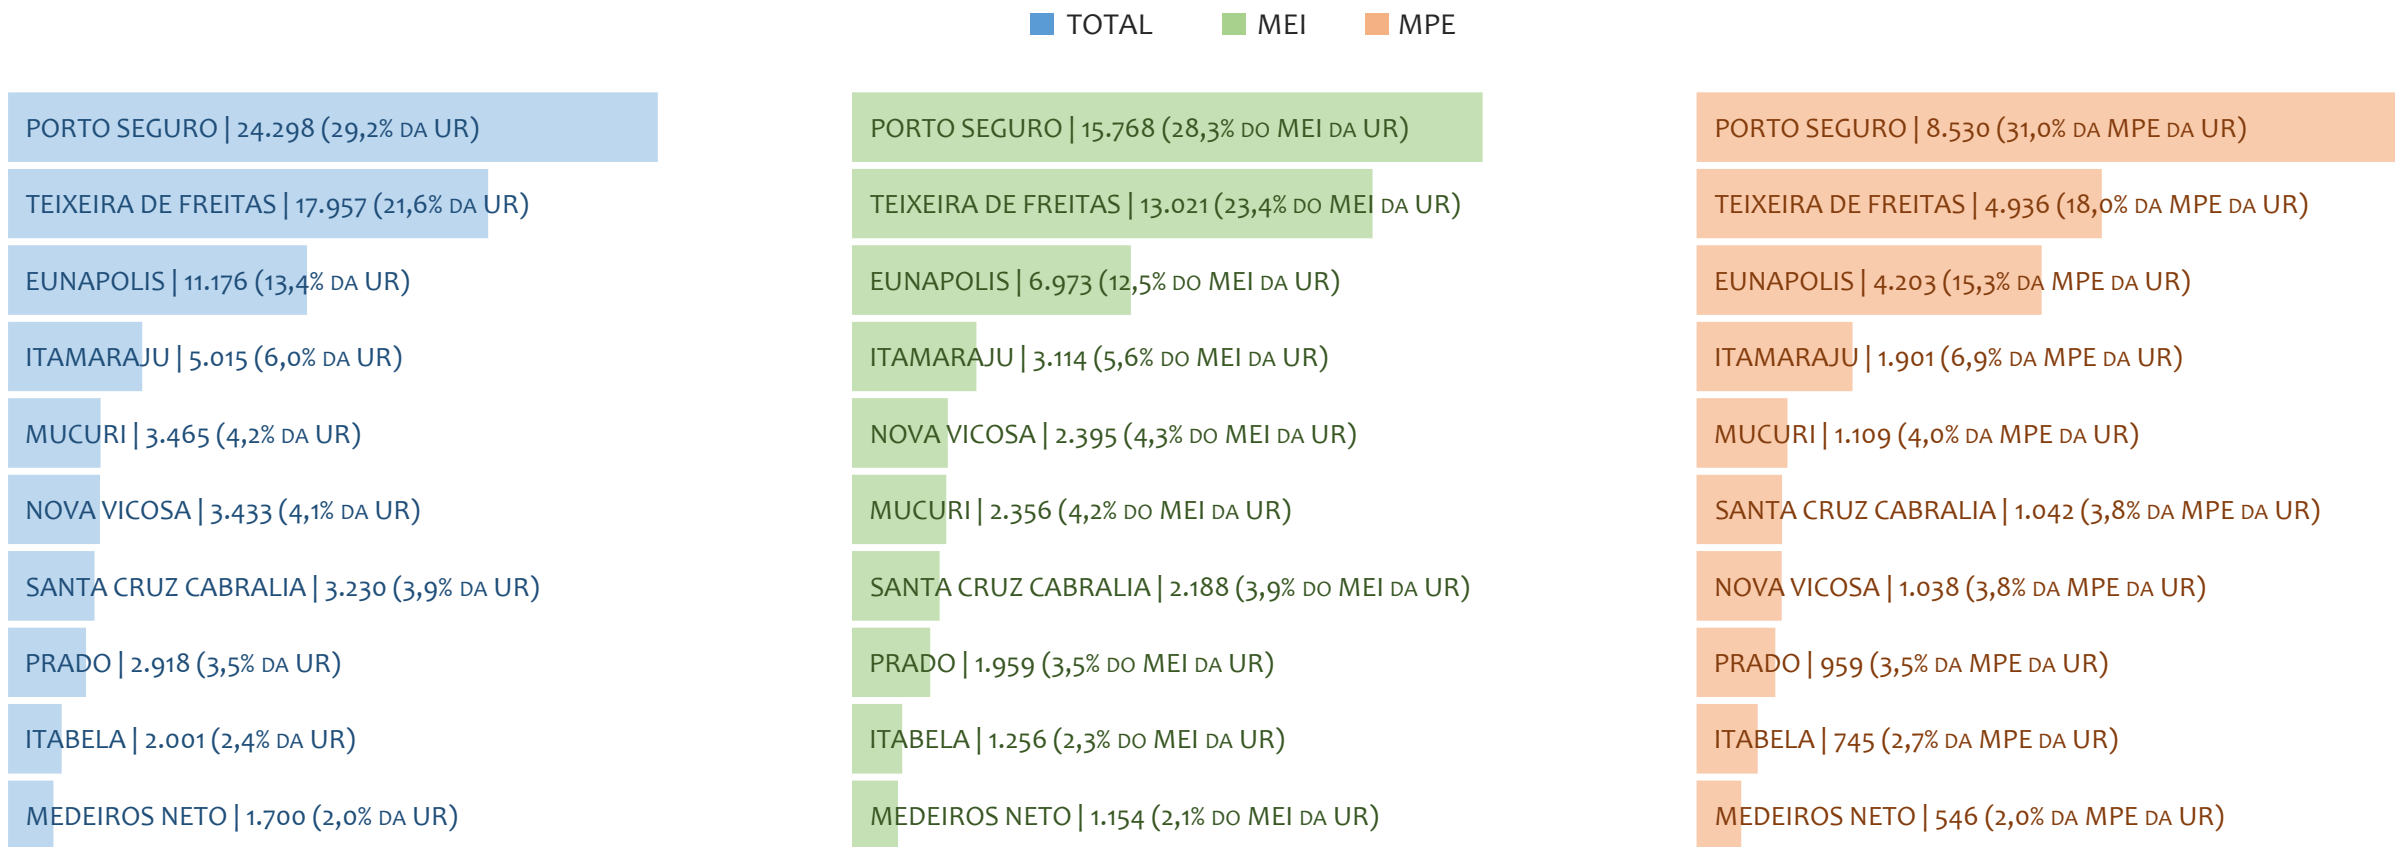 TOTAL MEI MPE
PORTO SEGURO | 24.298 (29,2% DA UR)
TEIXEIRA DE FREITAS | 17.957 (21,6% DA UR)
EUNAPOLIS | 11.176 (13,4% DA UR)
ITAMARAJU | 5.015 (6,0% DA UR)
MUCURI | 3.465 (4,2% DA UR)
NOVA VICOSA | 3.433 (4,1% DA UR)
SANTA CRUZ CABRALIA | 3.230 (3,9% DA UR)
PRADO | 2.918 (3,5% DA UR)
ITABELA | 2.001 (2,4% DA UR)
MEDEIROS NETO | 1.700 (2,0% DA UR)
PORTO SEGURO | 15.768 (28,3% DO MEI DA UR)
TEIXEIRA DE FREITAS | 13.021 (23,4% DO MEI DA UR)
EUNAPOLIS | 6.973 (12,5% DO MEI DA UR)
ITAMARAJU | 3.114 (5,6% DO MEI DA UR)
NOVA VICOSA | 2.395 (4,3% DO MEI DA UR)
MUCURI | 2.356 (4,2% DO MEI DA UR)
SANTA CRUZ CABRALIA | 2.188 (3,9% DO MEI DA UR)
PRADO | 1.959 (3,5% DO MEI DA UR)
ITABELA | 1.256 (2,3% DO MEI DA UR)
MEDEIROS NETO | 1.154 (2,1% DO MEI DA UR)
PORTO SEGURO | 8.530 (31,0% DA MPE DA UR)
TEIXEIRA DE FREITAS | 4.936 (18,0% DA MPE DA UR)
EUNAPOLIS | 4.203 (15,3% DA MPE DA UR)
ITAMARAJU | 1.901 (6,9% DA MPE DA UR)
MUCURI | 1.109 (4,0% DA MPE DA UR)
SANTA CRUZ CABRALIA | 1.042 (3,8% DA MPE DA UR)
NOVA VICOSA | 1.038 (3,8% DA MPE DA UR)
PRADO | 959 (3,5% DA MPE DA UR)
ITABELA | 745 (2,7% DA MPE DA UR)
MEDEIROS NETO | 546 (2,0% DA MPE DA UR)